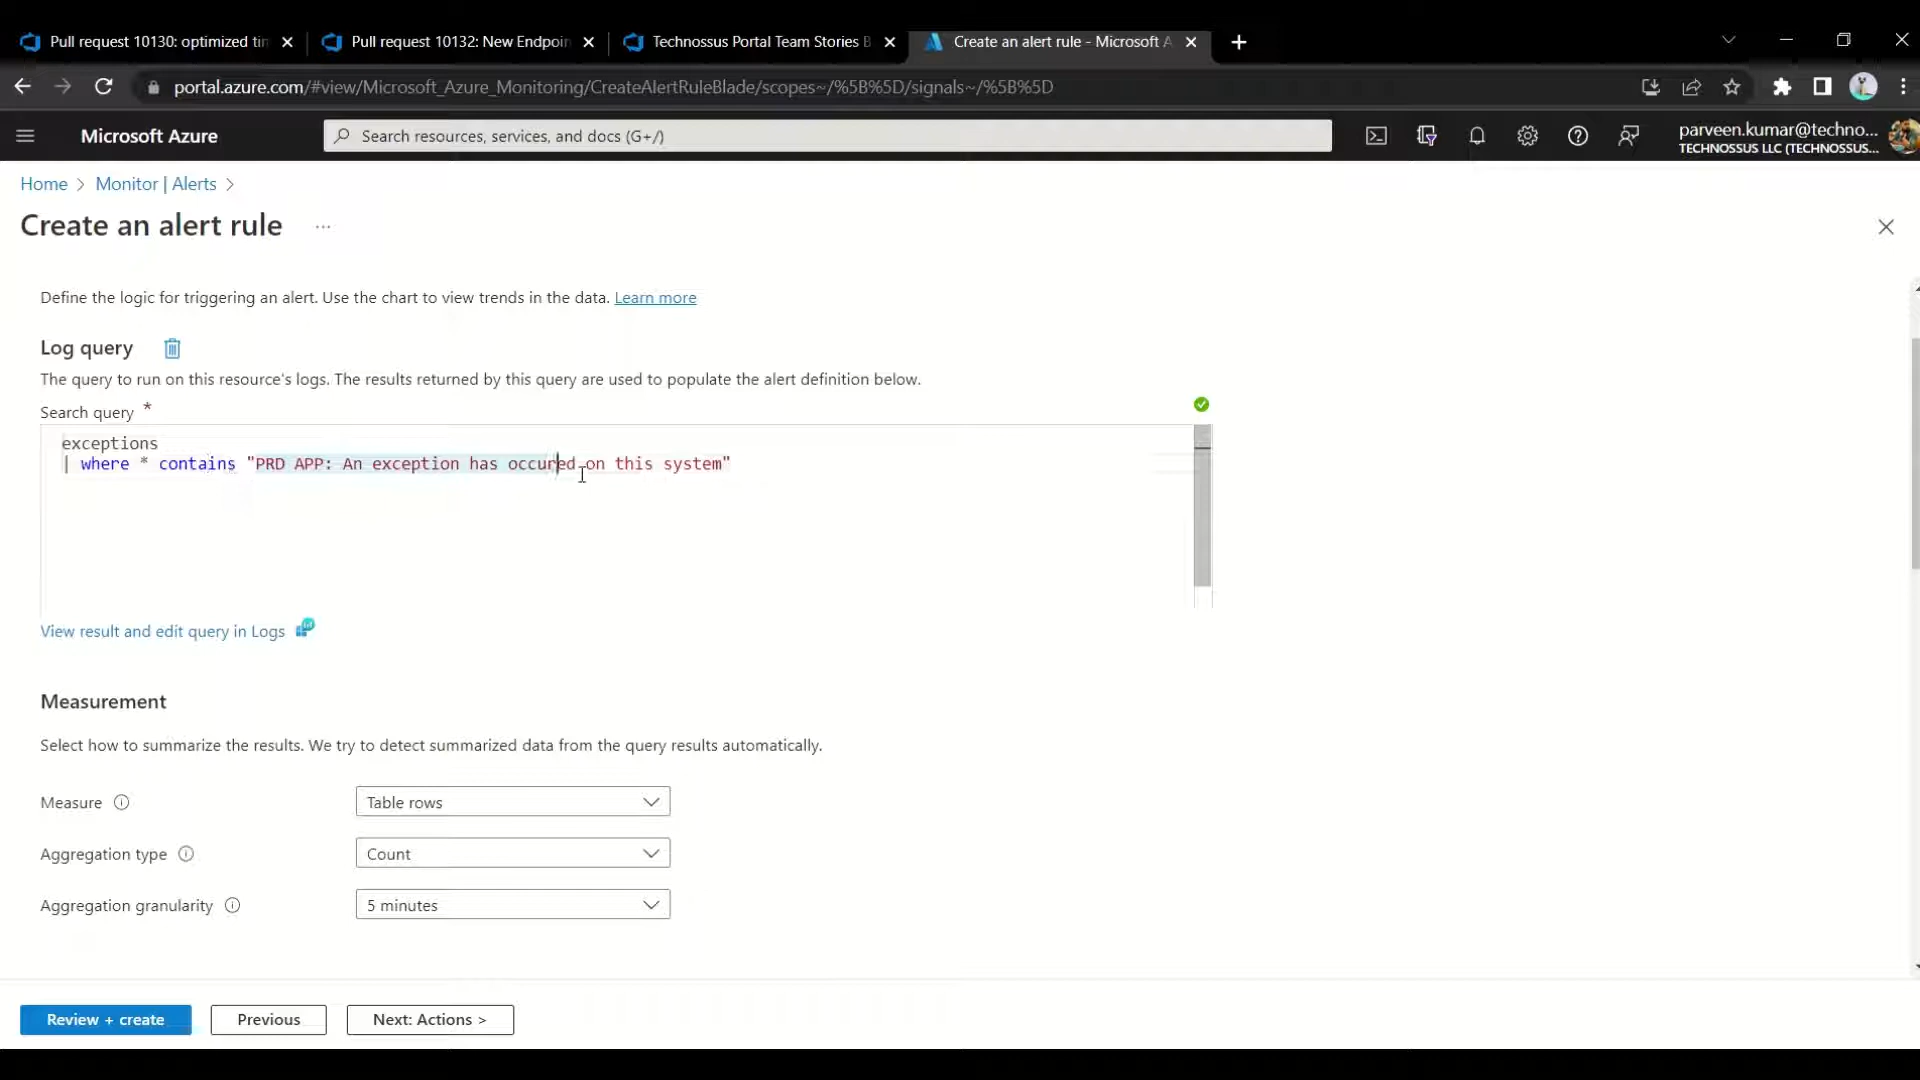 Pull request 10130: optimized tin
Pull request 10132: New Endpoin
Technossus Portal Team Stories B
Create an alert rule - Microsoft A
portal.azure.com/#view/Microsoft_Azure_Monitoring/CreateAlertRuleBlade/scopes~/%5B%5D/signals~/%5B%5D
Microsoft Azure
Search resources, services, and docs (G+/)
parveen.kumar@techno...
TECHNOSSUS LLC (TECHNOSSUS...
Home > Monitor | Alerts >
Create an alert rule ...
Define the logic for triggering an alert. Use the chart to view trends in the data. Learn more
Log query
The query to run on this resource's logs. The results returned by this query are used to populate the alert definition below.
Search query *
exceptions
| where * contains "PRD APP: An exception has occured on this system"
View result and edit query in Logs
Measurement
Select how to summarize the results. We try to detect summarized data from the query results automatically.
Measure
Table rows
Aggregation type
Count
Aggregation granularity
5 minutes
Review + create
Previous
Next: Actions >